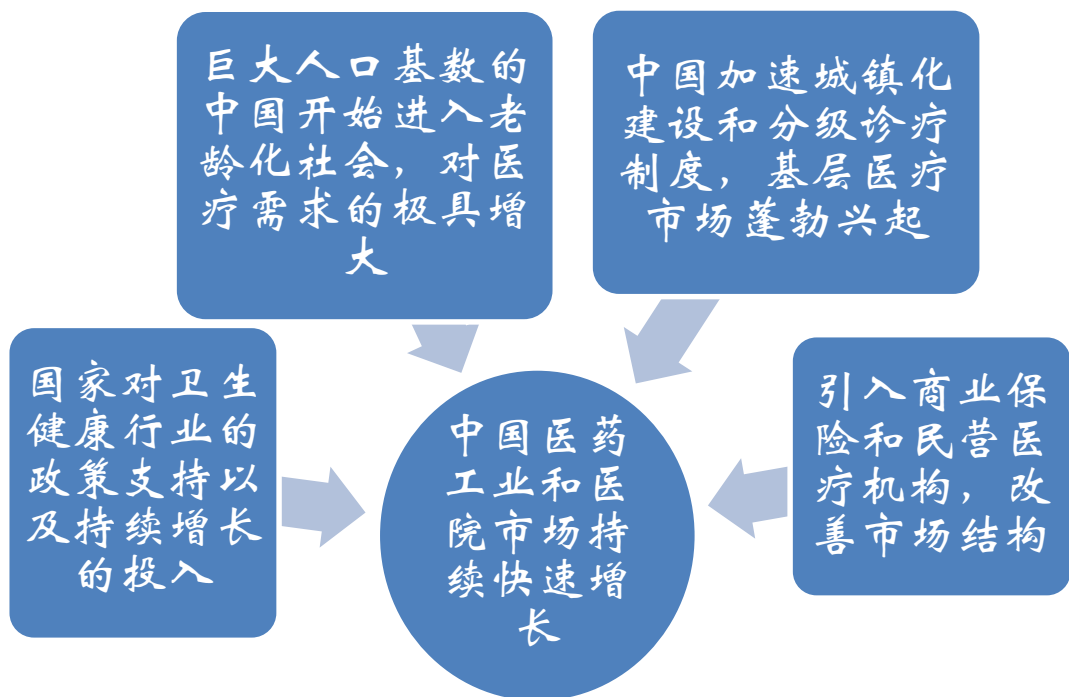 巨大人口基数的
中国开始进入老
龄化社会，对医
疗需求的极具增
大
中国加速城镇化
建设和分级诊疗
制度，基层医疗
市场蓬勃兴起
国家对卫生
健康行业的
政策支持以
及持续增长
的投入
中国医药
工业和医
院市场持
续快速增
长
引入商业保
险和民营医
疗机构，改
善市场结构